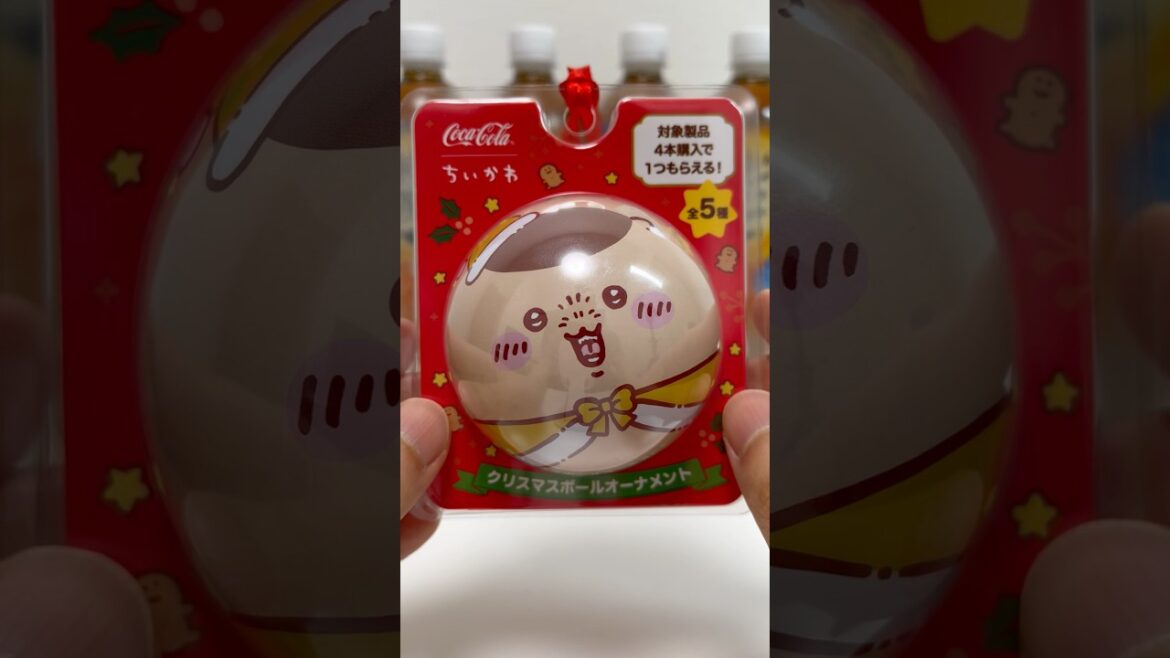 Coca-Cola
ちいかわ
対象製品
4本購入で
1つもらえる!
全5種
クリスマスボールオーナメント